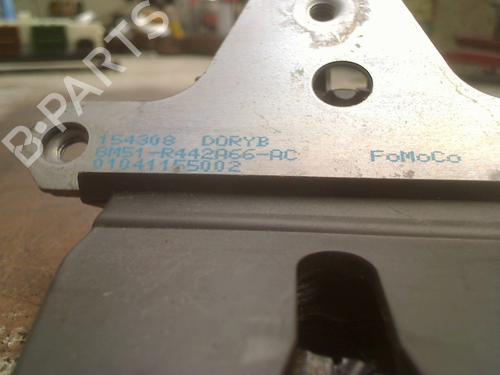 B-PARTS
154308 DORYB
8M51-R442A66-AC FoMoCo
01041155002